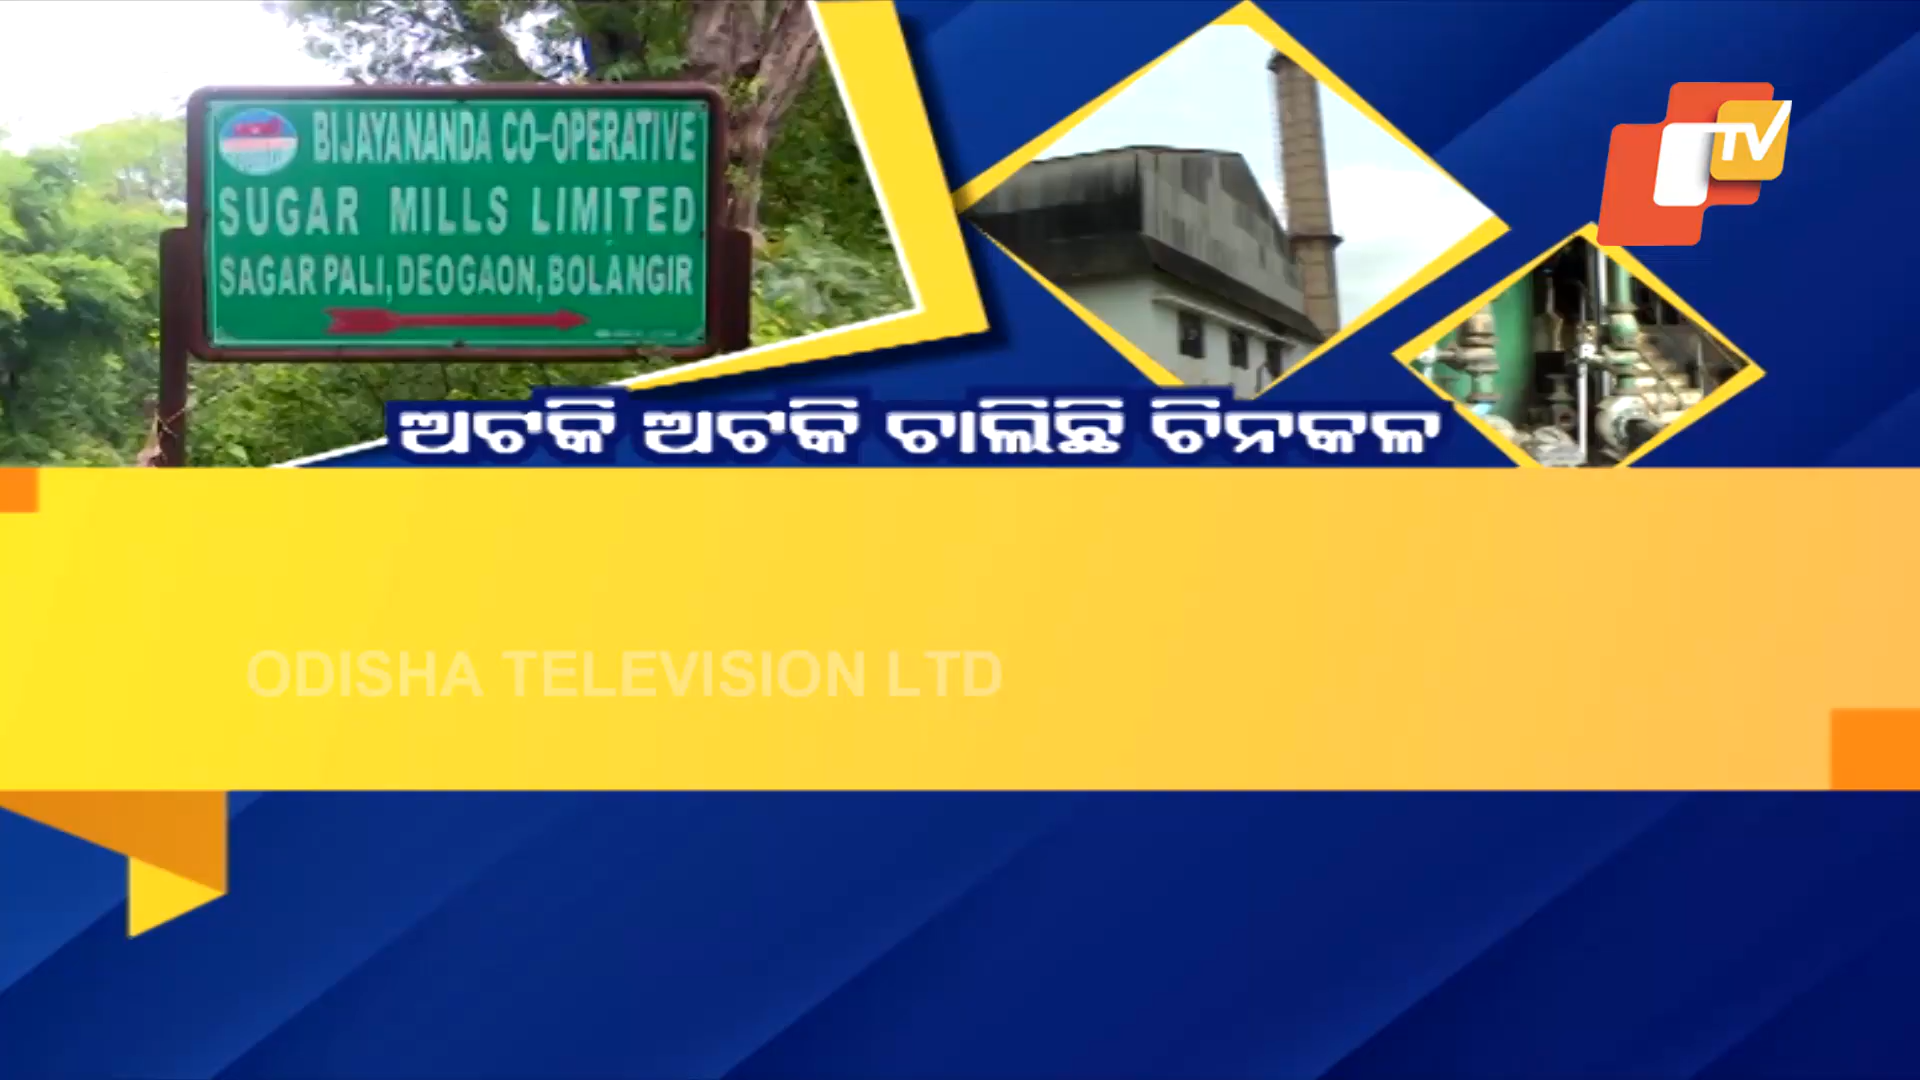 BIJAYANANDA CO-OPERATIVE
SUGAR MILLS LIMITED
SAGAR PALI, DEOGAON, BOLANGIR
TV
ଅଟକି ଅଟକି ଚାଲିଛି ଚିନିକଳ
ODISHA TELEVISION LTD